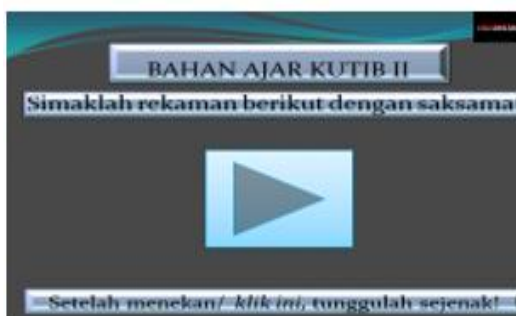 BAHAN AJAR KUTIB II
Simaklah rekaman berikut dengan saksama
Setelah menekan/ klik ini, tunggulah sejenak!